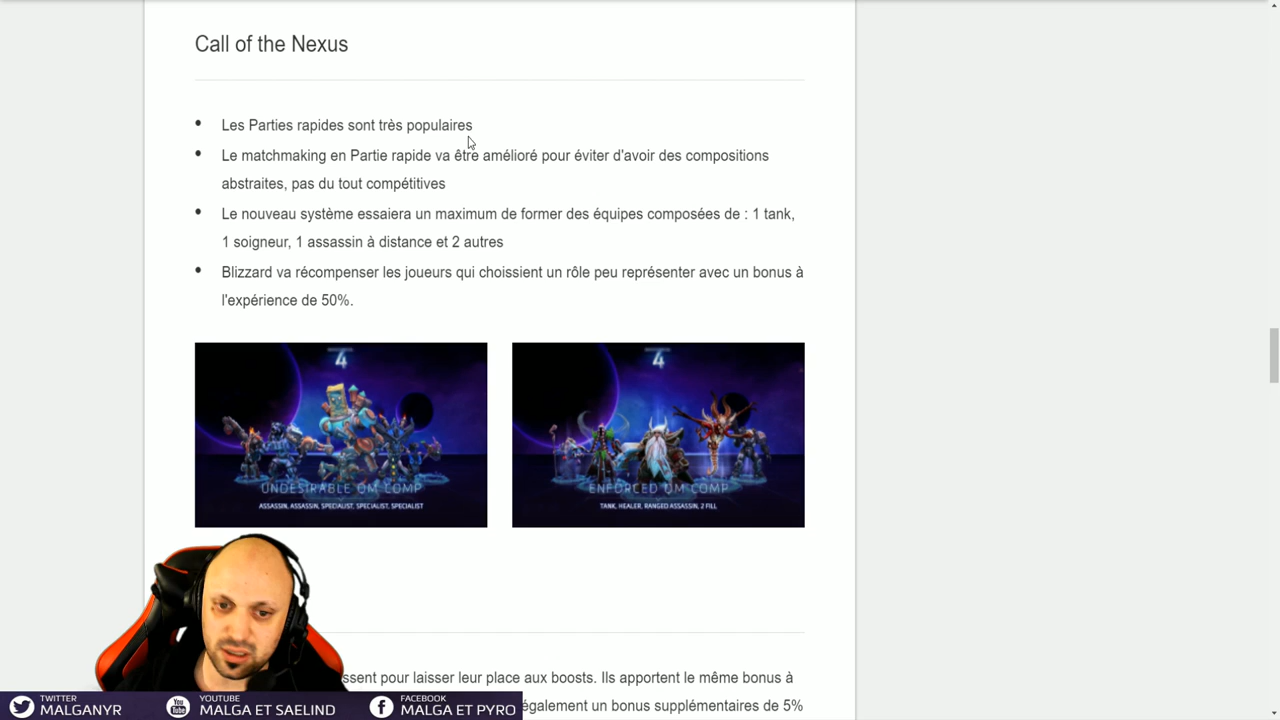 Call of the Nexus
Les Parties rapides sont très populaires
Le matchmaking en Partie rapide va être amélioré pour éviter d'avoir des compositions
abstraites, pas du tout compétitives
Le nouveau système essaiera un maximum de former des équipes composées de : 1 tank,
1 soigneur, 1 assassin à distance et 2 autres
Blizzard va récompenser les joueurs qui choissient un rôle peu représenter avec un bonus à
l'expérience de 50%.
4
UNDESIRABLE QM COMP
ASSASSIN, ASSASSIN, SPECIALIST, SPECIALIST, SPECIALIST
4
ENFORCED QM COMP
TANK, HEALER, RANGED ASSASSIN, 2 FILL
ssent pour laisser leur place aux boosts. Ils apportent le même bonus à
également un bonus supplémentaires de 5%
TWITTER
MALGANYR
YOUTUBE
MALGA ET SAELIND
FACEBOOK
MALGA ET PYRO